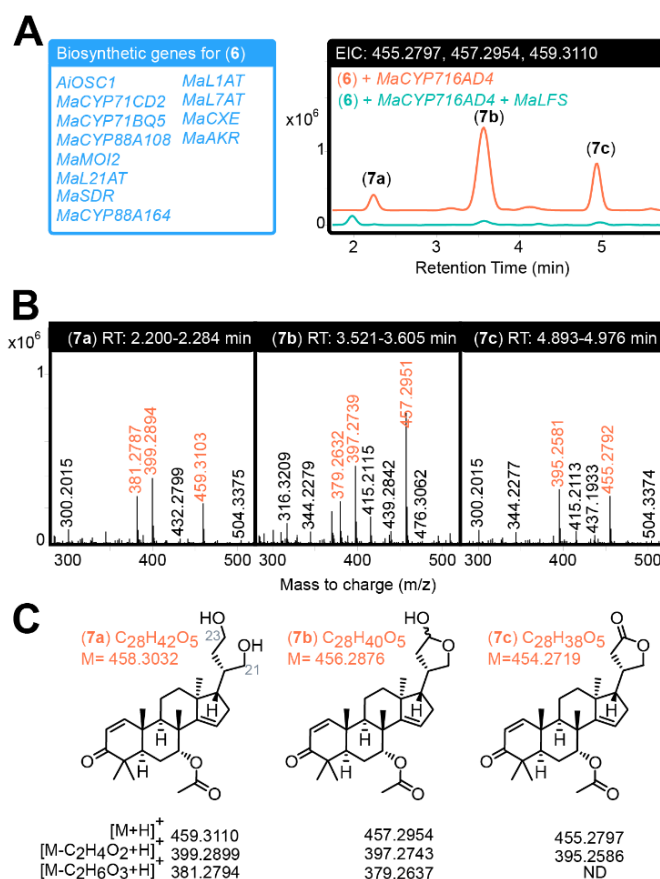 A
Biosynthetic genes for (6)
AiOSC1
MaCYP71CD2
MaCYP71BQ5
MaCYP88A108
MaMOI2
MaL21AT
MaSDR
MaCYP88A164
MaL1AT
MaL7AT
MaCXE
MaAKR
EIC: 455.2797, 457.2954, 459.3110
(6) + MaCYP716AD4
(6) + MaCYP716AD4 + MaLFS
x10⁶
1
0
(7a)
(7b)
(7c)
2 3 4 5
Retention Time (min)
B
x10⁶
1
0
(7a) RT: 2.200-2.284 min
(7b) RT: 3.521-3.605 min
(7c) RT: 4.893-4.976 min
300.2015
381.2787
399.2894
432.2799
459.3103
504.3375
316.3209
344.2279
379.2632
397.2739
415.2115
439.2842
457.2951
476.3062
300.2015
344.2277
395.2581
415.2113
437.1933
455.2792
504.3374
300 400 500 300 400 500 300 400 500
Mass to charge (m/z)
C
(7a) C28H42O5
M= 458.3032
HO
23
OH
21
H
H
H
O
O
O
(7b) C28H40O5
M= 456.2876
HO
O
H
H
H
O
O
O
(7c) C28H38O5
M=454.2719
O
O
H
H
H
O
O
O
[M+H]⁺ 459.3110 457.2954 455.2797
[M-C2H4O2+H]⁺ 399.2899 397.2743 395.2586
[M-C2H6O3+H]⁺ 381.2794 379.2637 ND